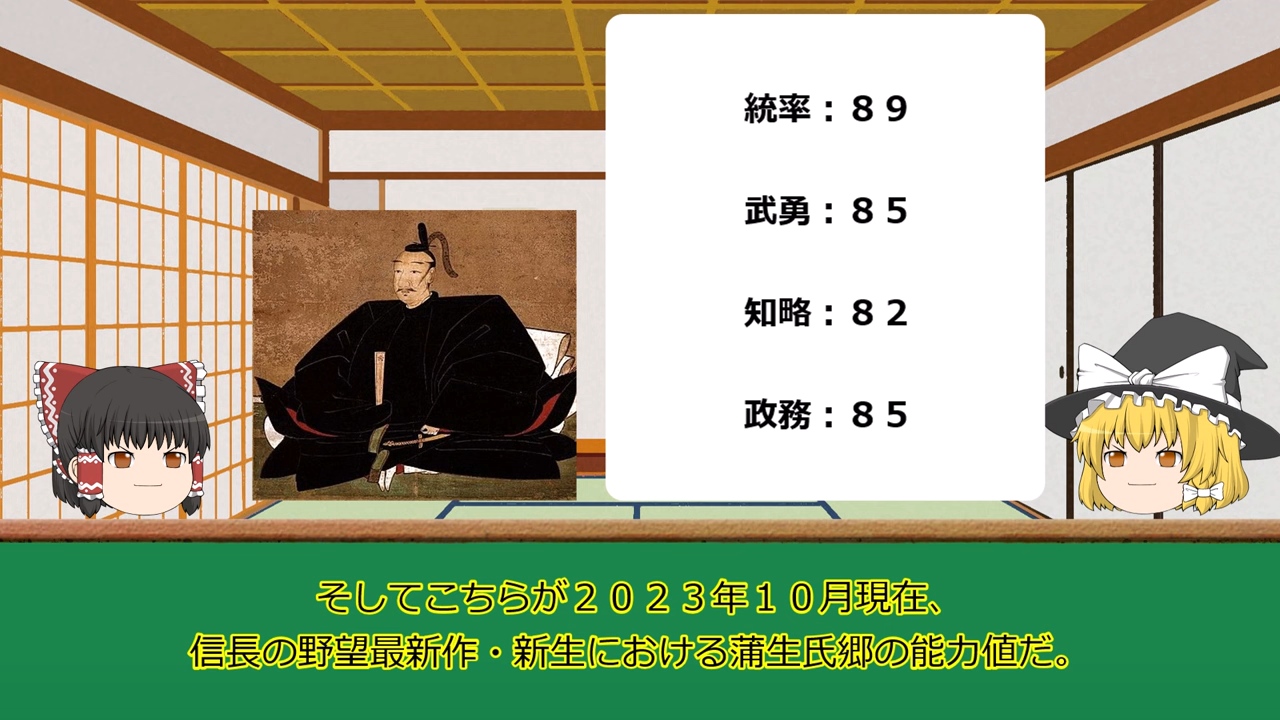 統率：８９
武勇：８５
知略：８２
政務：８５
そしてこちらが２０２３年１０月現在、
信長の野望最新作・新生における蒲生氏郷の能力値だ。